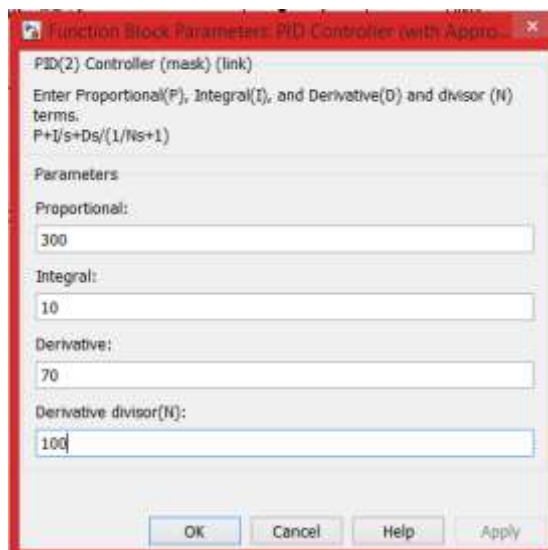 Function Block Parameters: PID Controller (with Appro...
PID(2) Controller (mask) (link)
Enter Proportional(P), Integral(I), and Derivative(D) and divisor (N)
terms.
P+I/s+Ds/(1/Ns+1)
Parameters
Proportional:
300
Integral:
10
Derivative:
70
Derivative divisor(N):
100
OK Cancel Help Apply